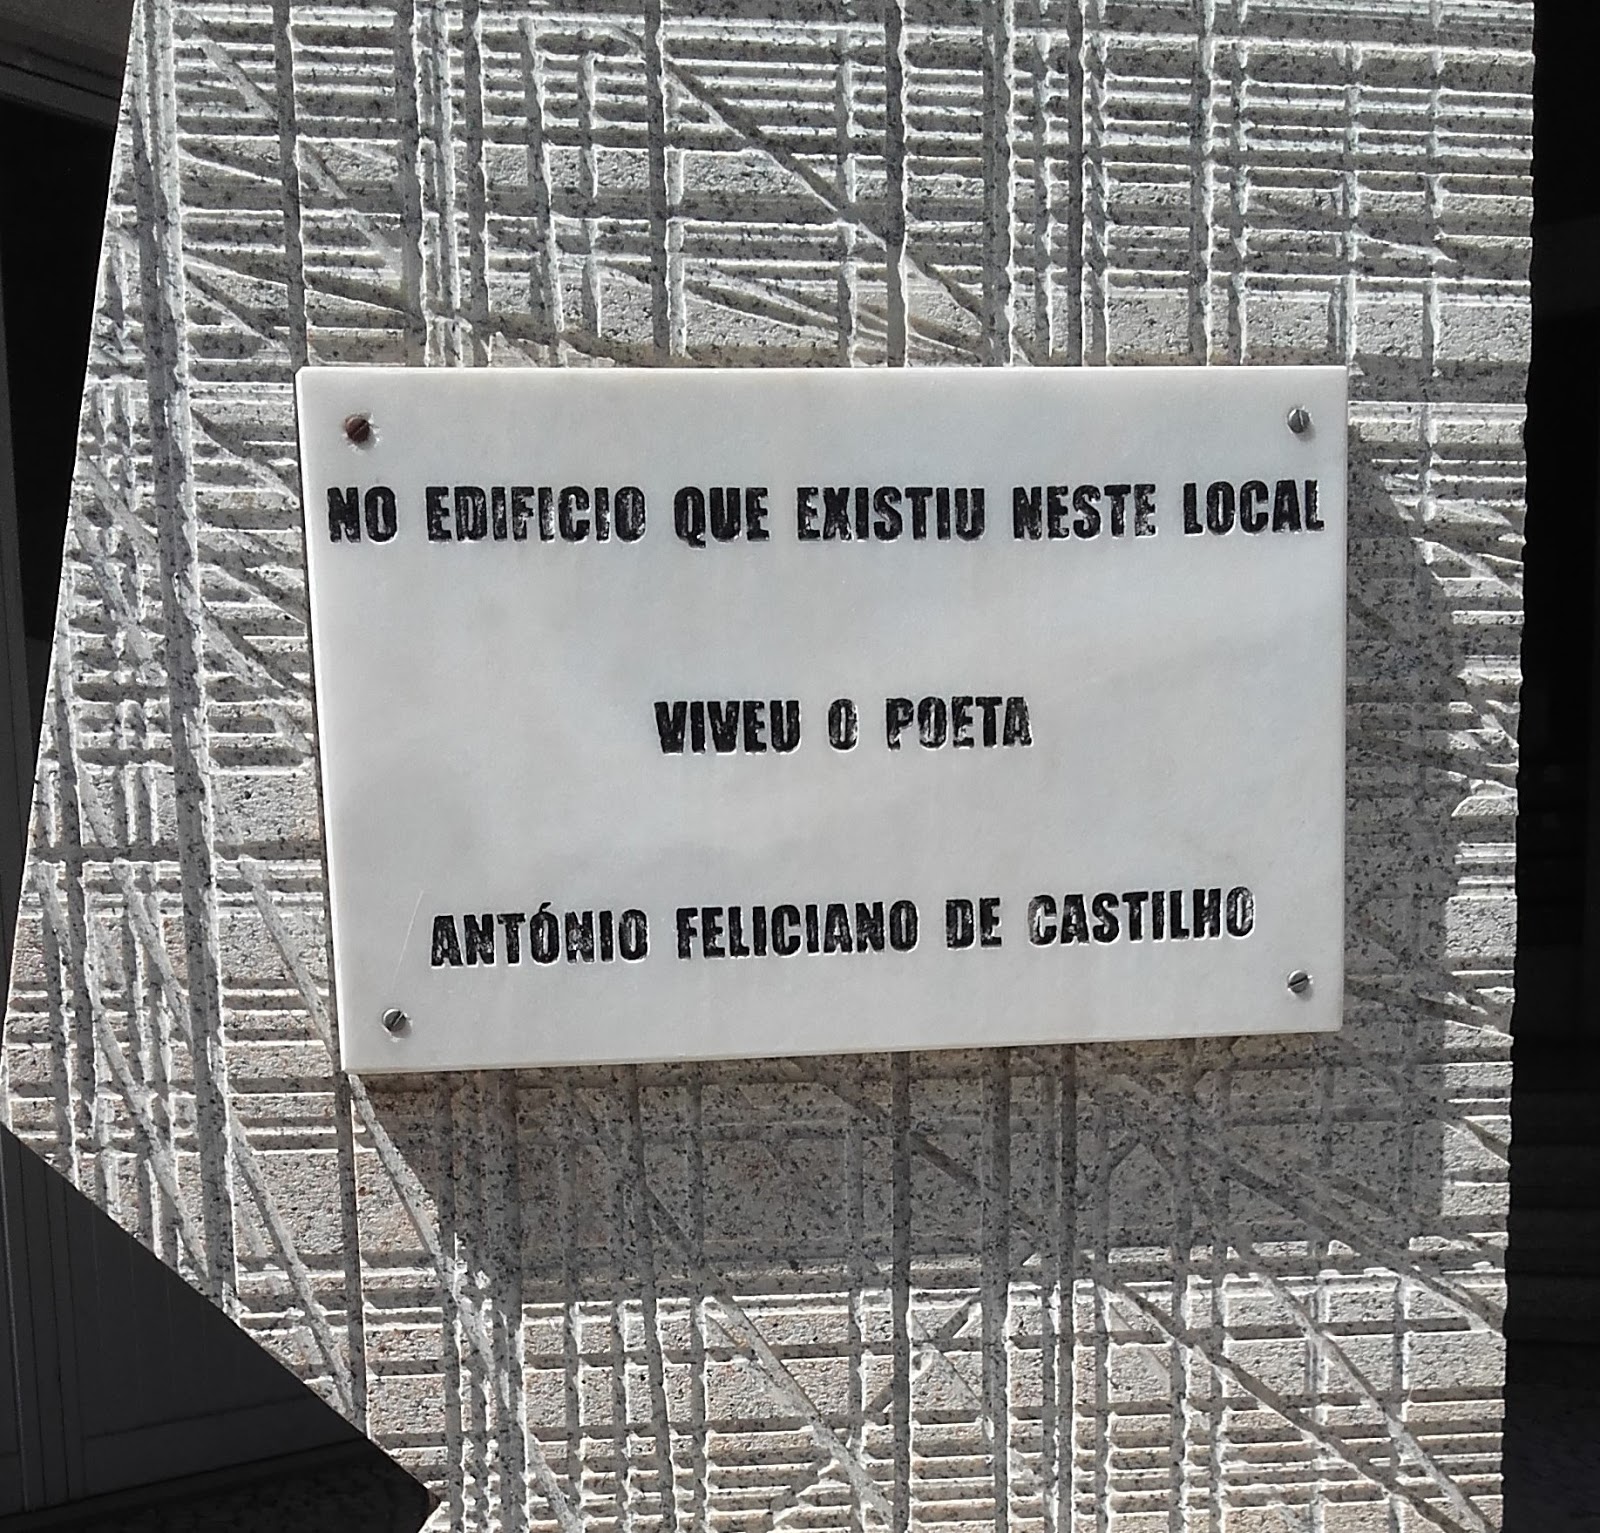 NO EDIFICIO QUE EXISTIU NESTE LOCAL
VIVEU O POETA
ANTÓNIO FELICIANO DE CASTILHO